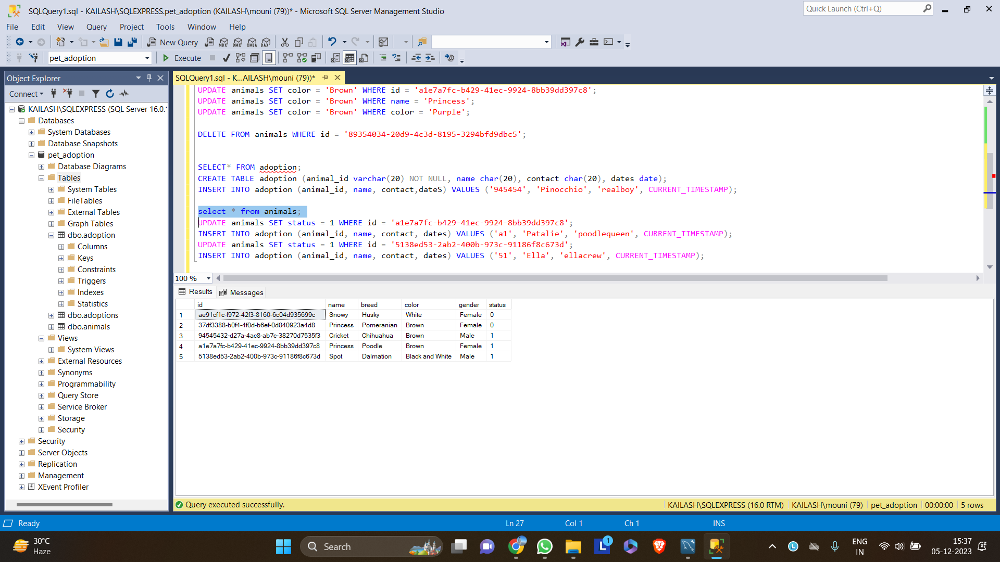 SQLQuery1.sql - KAILASH\SQLEXPRESS.pet_adoption (KAILASH\mouni (79))* - Microsoft SQL Server Management Studio
Quick Launch (Ctrl+Q)
File Edit View Query Project Tools Window Help
New Query MDX DMX XMLA DAX
pet_adoption Execute
Object Explorer
Connect
KAILASH\SQLEXPRESS (SQL Server 16.0.1
Databases
System Databases
Database Snapshots
pet_adoption
Database Diagrams
Tables
System Tables
FileTables
External Tables
Graph Tables
dbo.adoption
Columns
Keys
Constraints
Triggers
Indexes
Statistics
dbo.adoptions
dbo.animals
Views
System Views
External Resources
Synonyms
Programmability
Query Store
Service Broker
Storage
Security
Security
Server Objects
Replication
Management
XEvent Profiler
SQLQuery1.sql - K...AILASH\mouni (79))*
UPDATE animals SET color = 'Brown' WHERE id = 'a1e7a7fc-b429-41ec-9924-8bb39dd397c8';
UPDATE animals SET color = 'Brown' WHERE name = 'Princess';
UPDATE animals SET color = 'Brown' WHERE color = 'Purple';
DELETE FROM animals WHERE id = '89354034-20d9-4c3d-8195-3294bfd9dbc5';
SELECT* FROM adoption;
CREATE TABLE adoption (animal_id varchar(20) NOT NULL, name char(20), contact char(20), dates date);
INSERT INTO adoption (animal_id, name, contact,dateS) VALUES ('945454', 'Pinocchio', 'realboy', CURRENT_TIMESTAMP);
select * from animals;
UPDATE animals SET status = 1 WHERE id = 'a1e7a7fc-b429-41ec-9924-8bb39dd397c8';
INSERT INTO adoption (animal_id, name, contact, dates) VALUES ('a1', 'Patalie', 'poodlequeen', CURRENT_TIMESTAMP);
UPDATE animals SET status = 1 WHERE id = '5138ed53-2ab2-400b-973c-91186f8c673d';
INSERT INTO adoption (animal_id, name, contact, dates) VALUES ('51', 'Ella', 'ellacrew', CURRENT_TIMESTAMP);
100 %
Results Messages
id name breed color gender status
1 ae91cf1c-f972-42f3-8160-6c04d935699c Snowy Husky White Female 0
2 37df3388-b0f4-4f0d-b6ef-0d840923a4d8 Princess Pomeranian Brown Female 0
3 94545432-d27a-4ac8-ab7c-38270d7535f3 Cricket Chihuahua Brown Male 1
4 a1e7a7fc-b429-41ec-9924-8bb39dd397c8 Princess Poodle Brown Female 1
5 5138ed53-2ab2-400b-973c-91186f8c673d Spot Dalmation Black and White Male 1
Query executed successfully. KAILASH\SQLEXPRESS (16.0 RTM) KAILASH\mouni (79) pet_adoption 00:00:00 5 rows
Ready Ln 27 Col 1 Ch 1 INS
30°C
Haze
Search
1
ENG
IN
15:37
05-12-2023